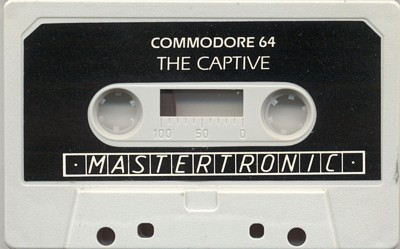 COMMODORE 64
THE CAPTIVE
100 50 0
· MASTERTRONIC ·